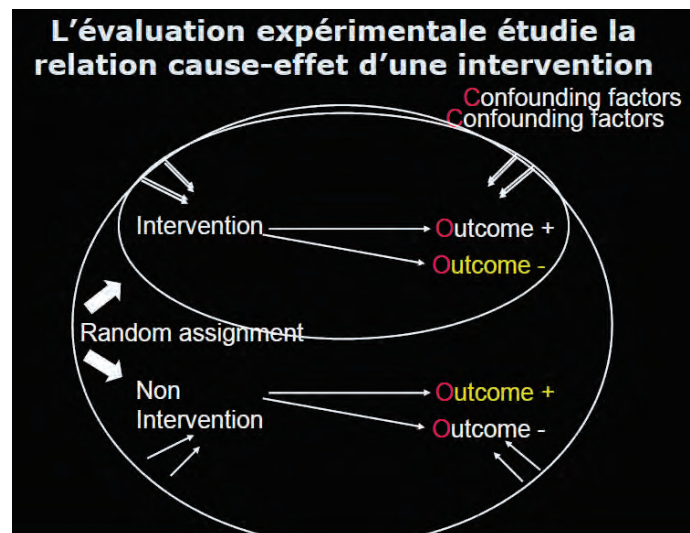 L’évaluation expérimentale étudie la
relation cause-effet d’une intervention
Confounding factors
Confounding factors
Intervention
Outcome +
Outcome -
Random assignment
Non
Intervention
Outcome +
Outcome -